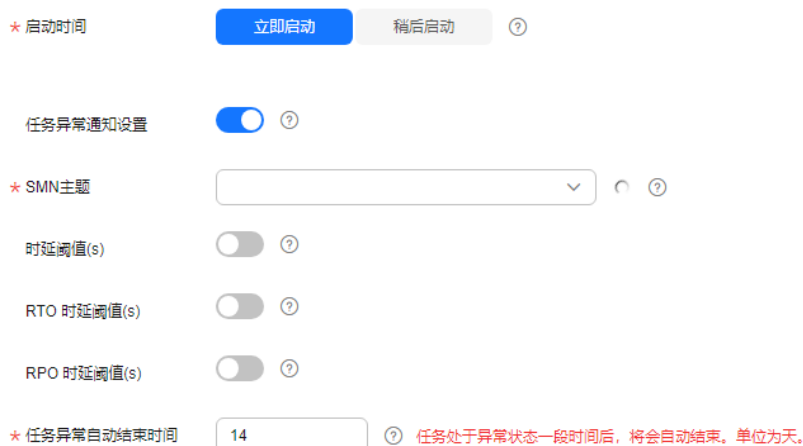 * 启动时间 立即启动 稍后启动 ?
任务异常通知设置 ?
* SMN主题 ?
时延阈值(s) ?
RTO 时延阈值(s) ?
RPO 时延阈值(s) ?
* 任务异常自动结束时间 14 ? 任务处于异常状态一段时间后，将会自动结束。单位为天。